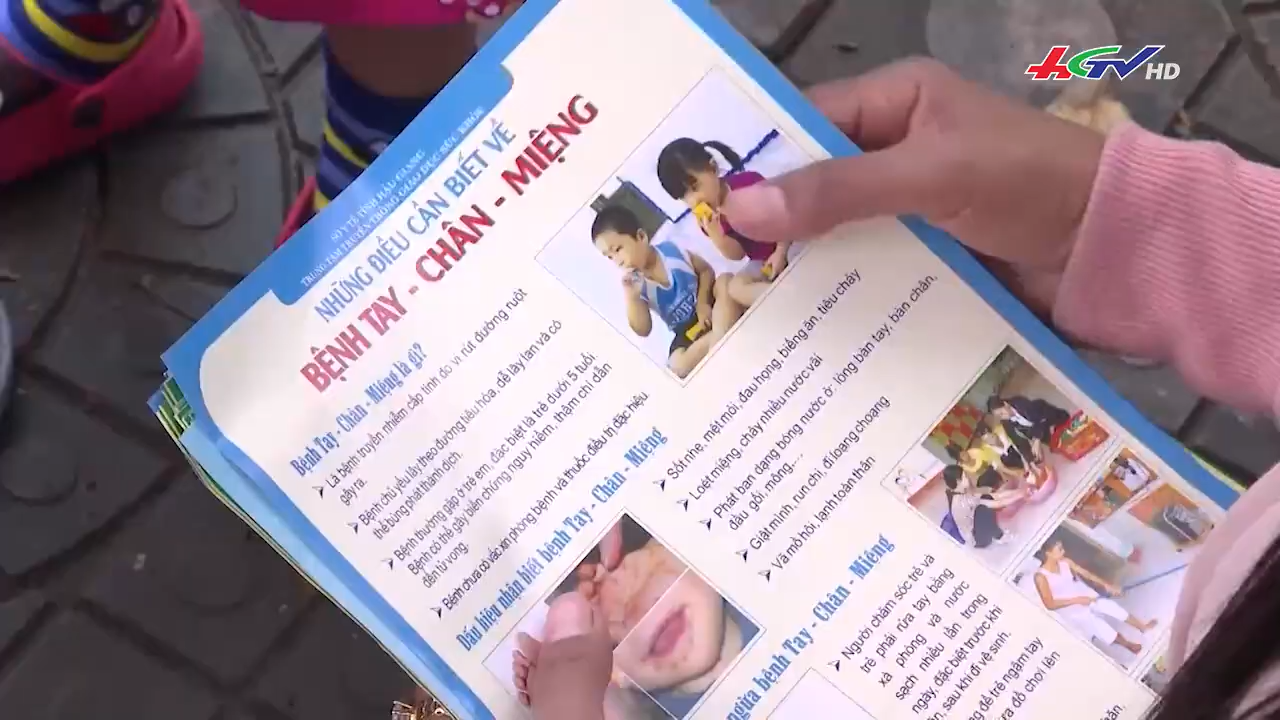 HGTV HD
SỞ Y TẾ TỈNH HẬU GIANG
TRUNG TÂM TRUYỀN THÔNG GIÁO DỤC SỨC KHỎE
NHỮNG ĐIỀU CẦN BIẾT VỀ
BỆNH TAY - CHÂN - MIỆNG
Bệnh Tay - Chân - Miệng là gì?
➤ Là bệnh truyền nhiễm cấp tính do vi rút đường ruột
gây ra.
➤ Bệnh chủ yếu lây theo đường tiêu hóa, dễ lây lan và có
thể bùng phát thành dịch.
➤ Bệnh thường gặp ở trẻ em, đặc biệt là trẻ dưới 5 tuổi.
Bệnh có thể gây biến chứng nguy hiểm, thậm chí dẫn
đến tử vong.
➤ Bệnh chưa có vắc xin phòng bệnh và thuốc điều trị đặc hiệu.
Dấu hiệu nhận biết bệnh Tay - Chân - Miệng
➤ Sốt nhẹ, mệt mỏi, đau họng, biếng ăn, tiêu chảy
➤ Loét miệng, chảy nhiều nước vãi
➤ Phát ban dạng bóng nước ở: lòng bàn tay, bàn chân,
đầu gối, mông...
➤ Giật mình, run chi, đi loạng choạng
➤ Vã mồ hôi, lạnh toàn thân
ngừa bệnh Tay - Chân - Miệng
➤ Người chăm sóc trẻ và
trẻ phải rửa tay bằng
xà phòng và nước
sạch nhiều lần trong
ngày, đặc biệt trước khi
sau khi đi vệ sinh.
để trẻ ngậm tay
đồ chơi lên